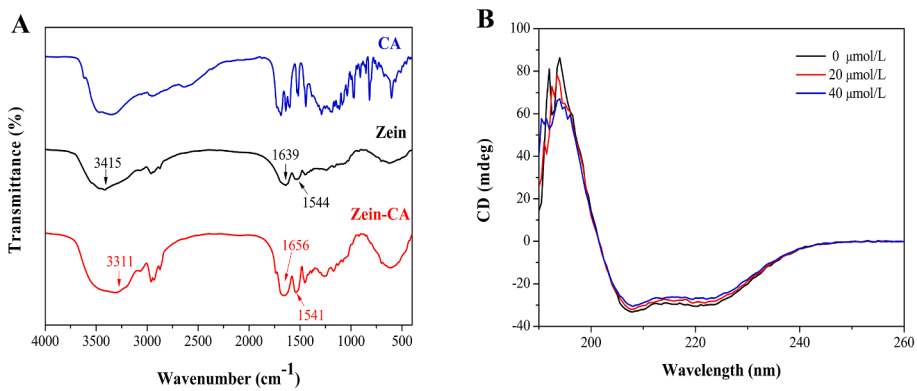 A
CA
Zein
3415
1639
1544
Zein-CA
3311
1656
1541
Transmittance (%)
4000 3500 3000 2500 2000 1500 1000 500
Wavenumber (cm-1)
B
0 μmol/L
20 μmol/L
40 μmol/L
100
80
60
40
20
0
-20
-40
CD (mdeg)
200 220 240 260
Wavelength (nm)